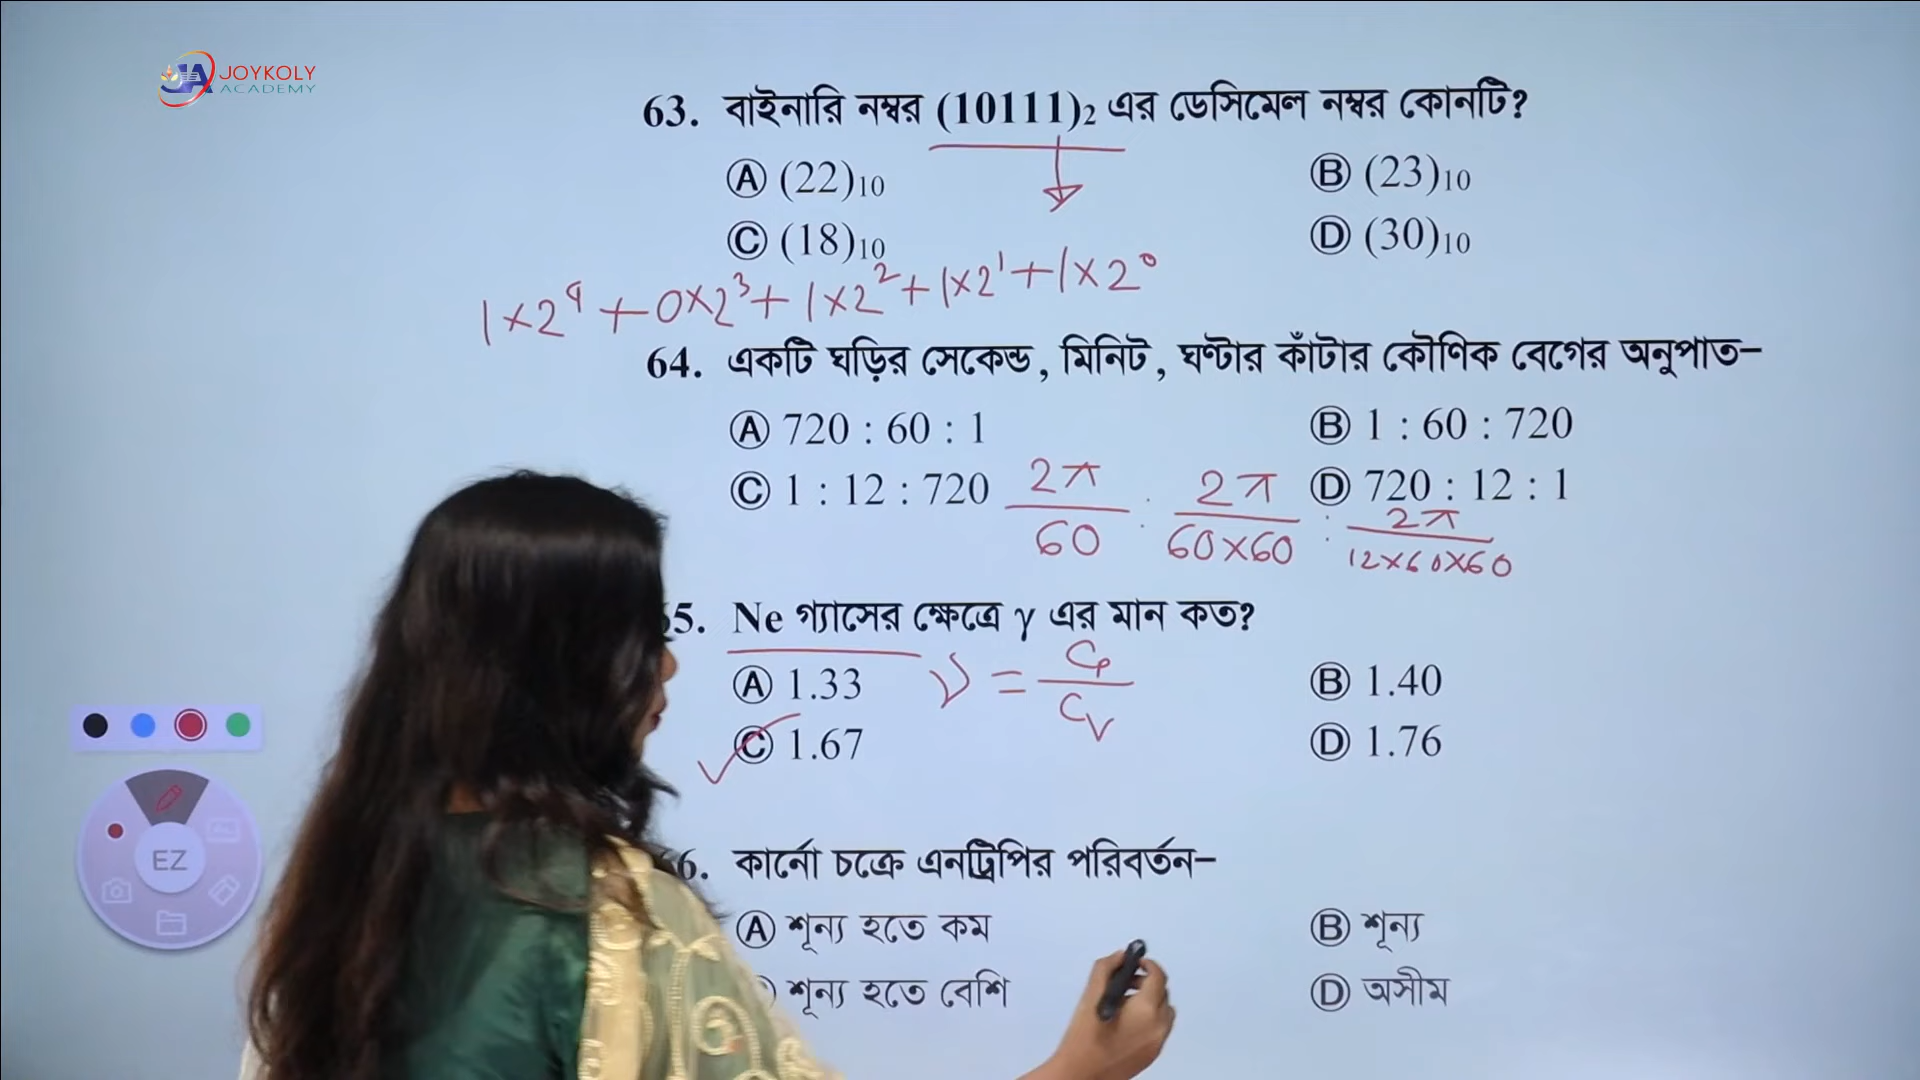 JOYKOLY
ACADEMY
63. বাইনারি নম্বর (10111)₂ এর ডেসিমেল নম্বর কোনটি?
Ⓐ (22)₁₀ Ⓑ (23)₁₀
Ⓒ (18)₁₀ Ⓓ (30)₁₀
1×2⁴ + 0×2³ + 1×2² + 1×2¹ + 1×2⁰
64. একটি ঘড়ির সেকেন্ড, মিনিট, ঘণ্টার কাঁটার কৌণিক বেগের অনুপাত–
Ⓐ 720 : 60 : 1 Ⓑ 1 : 60 : 720
Ⓒ 1 : 12 : 720 Ⓓ 720 : 12 : 1
2π/60 : 2π/60×60 : 2π/12×60×60
5. Ne গ্যাসের ক্ষেত্রে γ এর মান কত?
Ⓐ 1.33 Ⓑ 1.40
γ = Cp/Cv
Ⓒ 1.67 Ⓓ 1.76
6. কার্নো চক্রে এনট্রপির পরিবর্তন–
Ⓐ শূন্য হতে কম Ⓑ শূন্য
শূন্য হতে বেশি Ⓓ অসীম
EZ